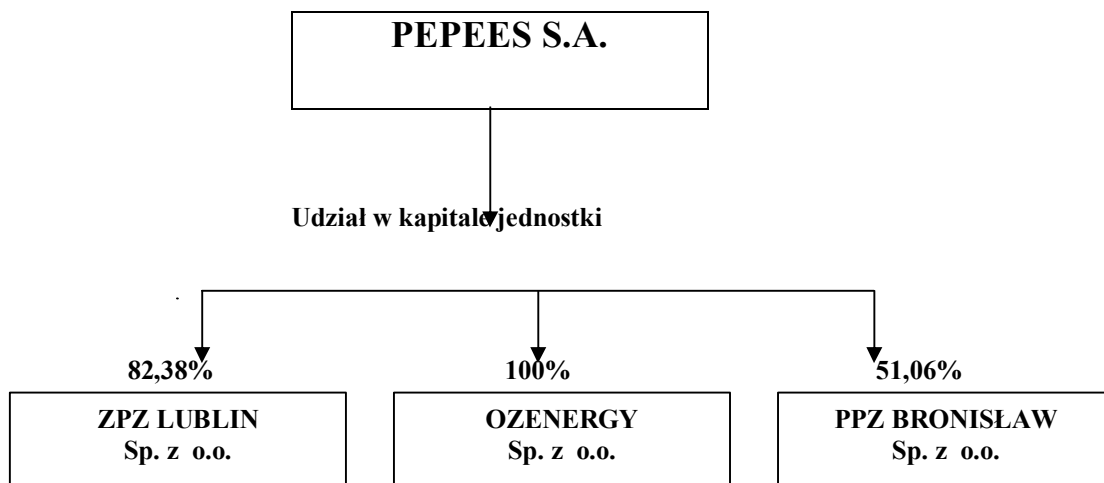 PEPEES S.A.
Udział w kapitale jednostki
82,38%
100%
51,06%
ZPZ LUBLIN
Sp. z o.o.
OZENERGY
Sp. z o.o.
PPZ BRONISŁAW
Sp. z o.o.